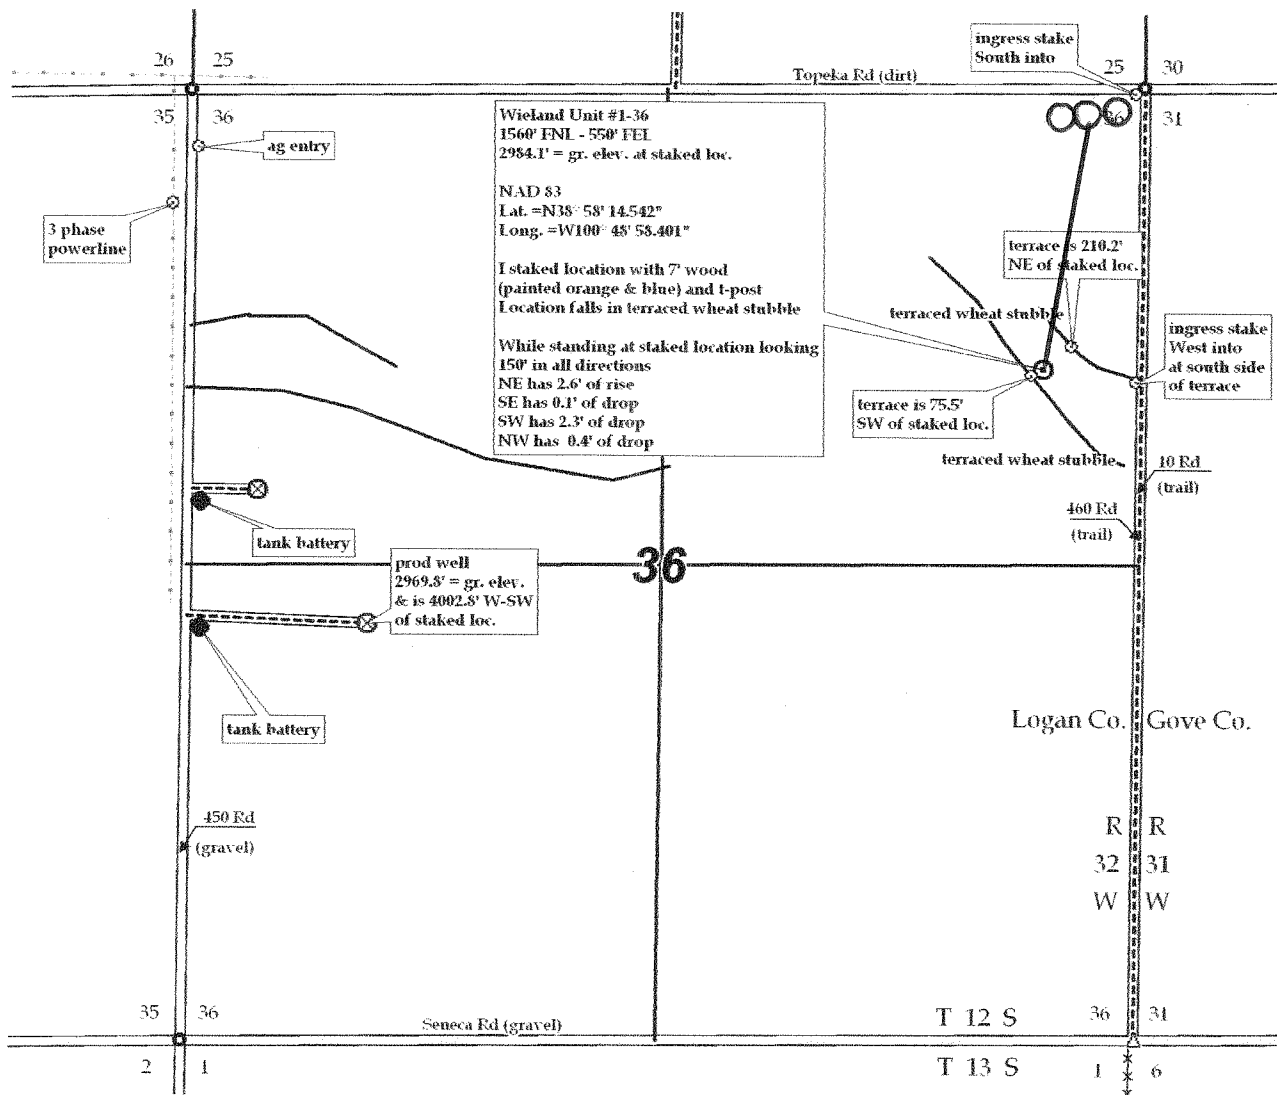 ingress stake
South into
26
25
25
30
Topeka Rd (dirt)
35
36
36
31
ag entry
Wieland Unit #1-36
1560' FNL - 550' FEL
2984.1' = gr. elev. at staked loc.
NAD 83
Lat. =N38° 58' 14.542"
Long. =W100° 48' 58.401"
I staked location with 7' wood
(painted orange & blue) and t-post
Location falls in terraced wheat stubble
While standing at staked location looking
150' in all directions
NE has 2.6' of rise
SE has 0.1' of drop
SW has 2.3' of drop
NW has 0.4' of drop
3 phase
powerline
terrace is 210.2'
NE of staked loc.
terraced wheat stubble
ingress stake
West into
at south side
of terrace
terrace is 75.5'
SW of staked loc.
terraced wheat stubble
10 Rd
(trail)
460 Rd
(trail)
tank battery
prod well
2969.8' = gr. elev.
& is 4002.8' W-SW
of staked loc.
36
tank battery
Logan Co.
Gove Co.
450 Rd
(gravel)
R R
32 31
W W
35
36
Seneca Rd (gravel)
T 12 S
36
31
2
1
T 13 S
1
6